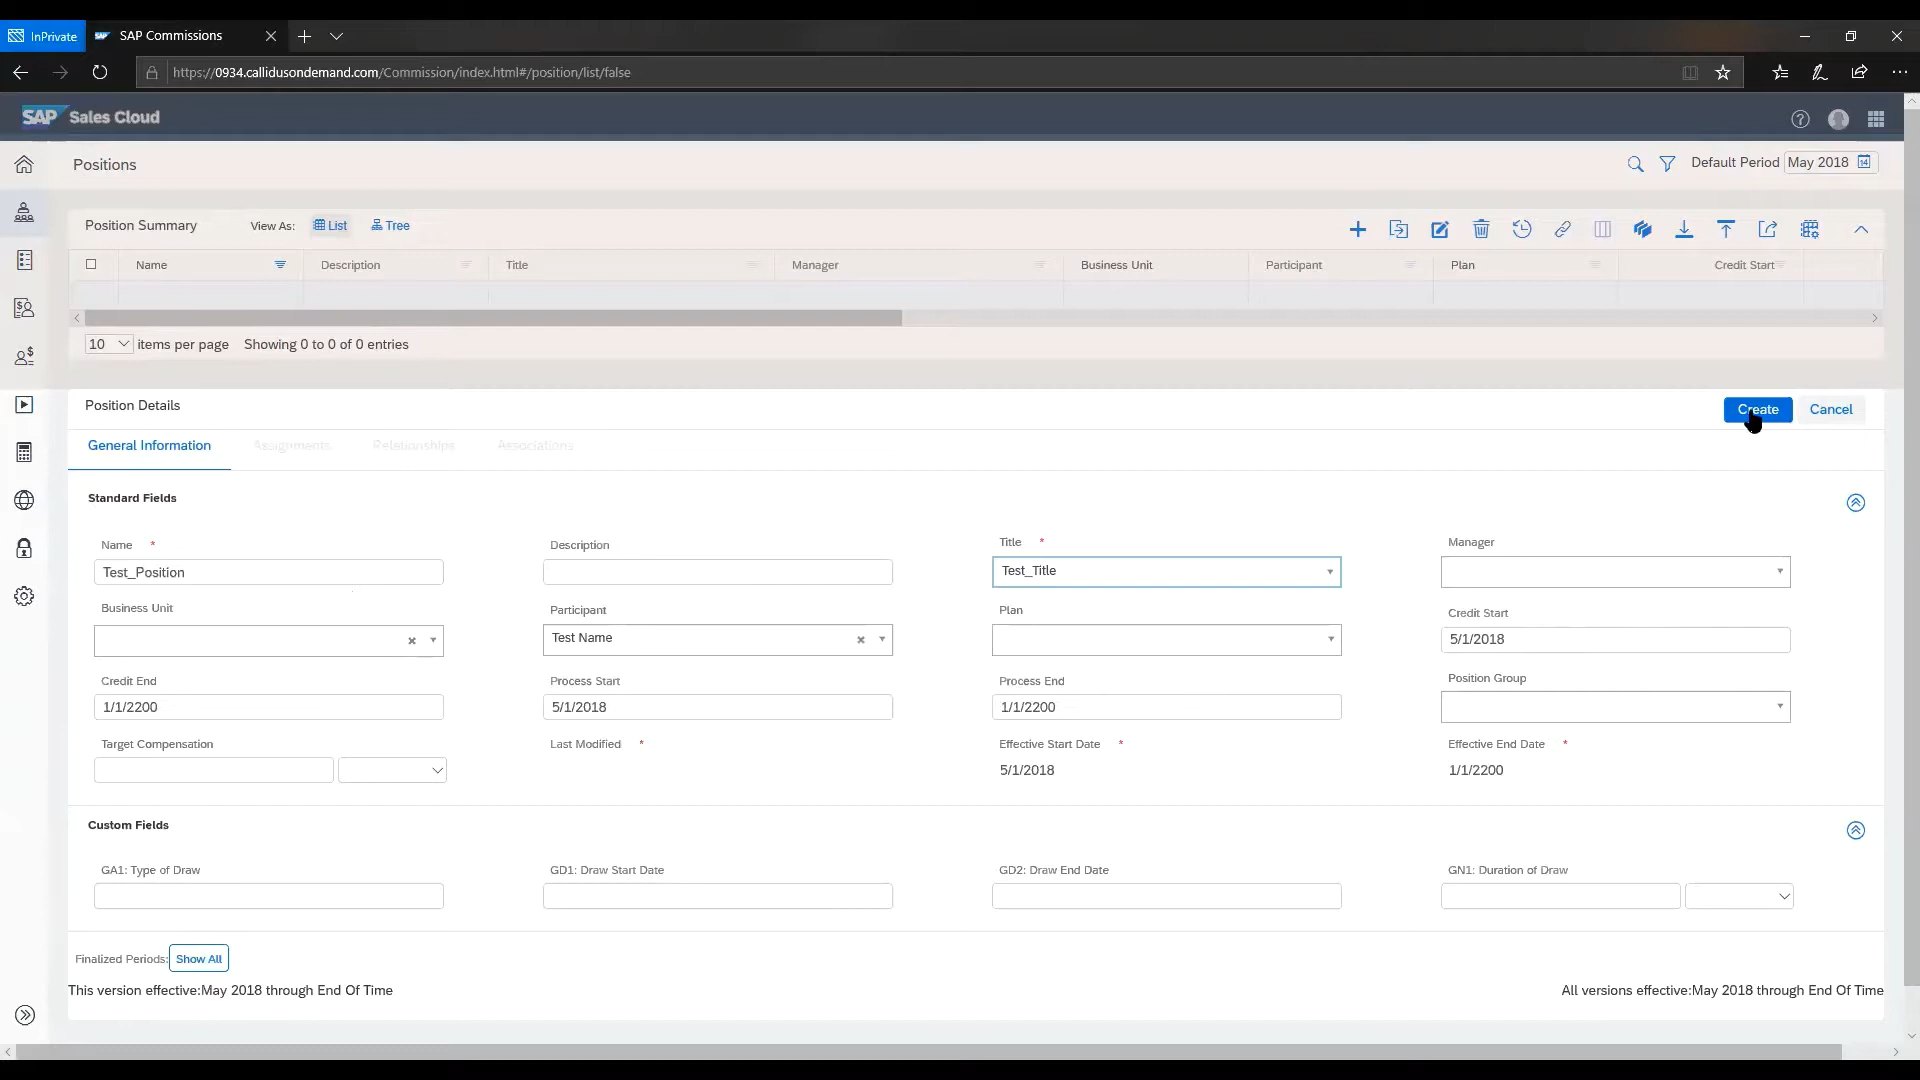 InPrivate SAP Commissions
https://0934.callidusondemand.com/Commission/index.html#/position/list/false
SAP Sales Cloud
Positions
Default Period May 2018
Position Summary View As: List Tree
Name Description Title Manager Business Unit Participant Plan Credit Start
10 items per page Showing 0 to 0 of 0 entries
Position Details
Create Cancel
General Information Assignments Relationships Associations
Standard Fields
Name * Description Title * Manager
Test_Position Test_Title
Business Unit Participant Plan Credit Start
Test Name 5/1/2018
Credit End Process Start Process End Position Group
1/1/2200 5/1/2018 1/1/2200
Target Compensation Last Modified * Effective Start Date * Effective End Date *
5/1/2018 1/1/2200
Custom Fields
GA1: Type of Draw GD1: Draw Start Date GD2: Draw End Date GN1: Duration of Draw
Finalized Periods: Show All
This version effective:May 2018 through End Of Time All versions effective:May 2018 through End Of Time